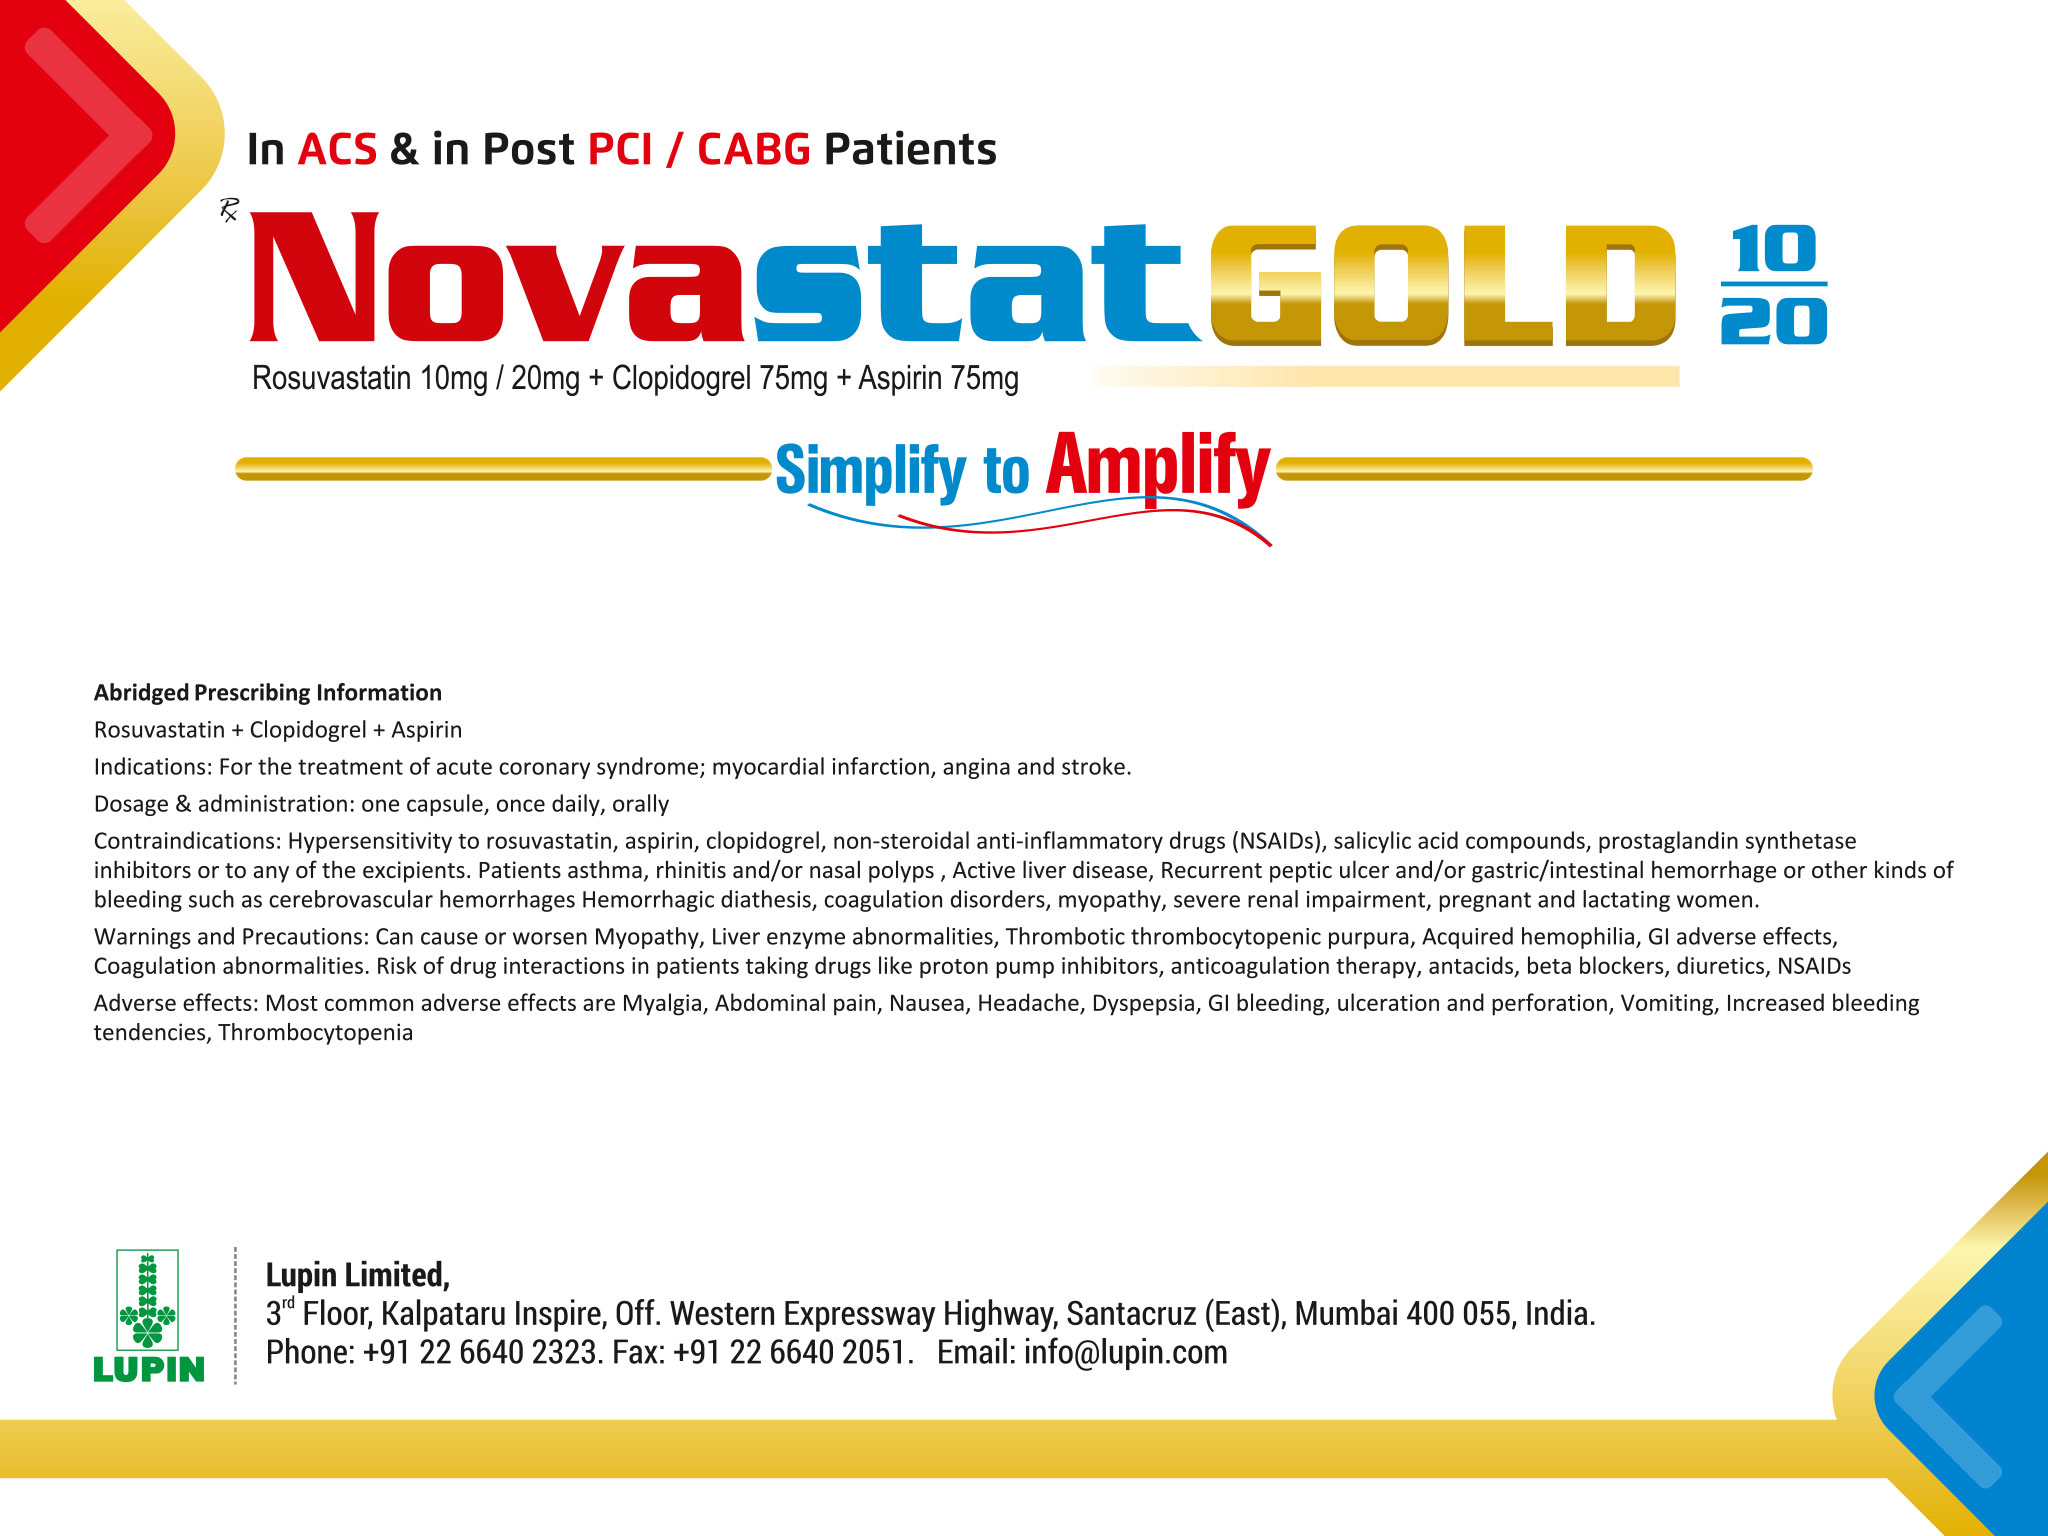 In ACS & in Post PCI / CABG Patients
Rx NovastatGOLD 10/20
Rosuvastatin 10mg / 20mg + Clopidogrel 75mg + Aspirin 75mg
Simplify to Amplify
Abridged Prescribing Information
Rosuvastatin + Clopidogrel + Aspirin
Indications: For the treatment of acute coronary syndrome; myocardial infarction, angina and stroke.
Dosage & administration: one capsule, once daily, orally
Contraindications: Hypersensitivity to rosuvastatin, aspirin, clopidogrel, non-steroidal anti-inflammatory drugs (NSAIDs), salicylic acid compounds, prostaglandin synthetase
inhibitors or to any of the excipients. Patients asthma, rhinitis and/or nasal polyps , Active liver disease, Recurrent peptic ulcer and/or gastric/intestinal hemorrhage or other kinds of
bleeding such as cerebrovascular hemorrhages Hemorrhagic diathesis, coagulation disorders, myopathy, severe renal impairment, pregnant and lactating women.
Warnings and Precautions: Can cause or worsen Myopathy, Liver enzyme abnormalities, Thrombotic thrombocytopenic purpura, Acquired hemophilia, GI adverse effects,
Coagulation abnormalities. Risk of drug interactions in patients taking drugs like proton pump inhibitors, anticoagulation therapy, antacids, beta blockers, diuretics, NSAIDs
Adverse effects: Most common adverse effects are Myalgia, Abdominal pain, Nausea, Headache, Dyspepsia, GI bleeding, ulceration and perforation, Vomiting, Increased bleeding
tendencies, Thrombocytopenia
LUPIN
Lupin Limited,
3rd Floor, Kalpataru Inspire, Off. Western Expressway Highway, Santacruz (East), Mumbai 400 055, India.
Phone: +91 22 6640 2323. Fax: +91 22 6640 2051. Email: info@lupin.com